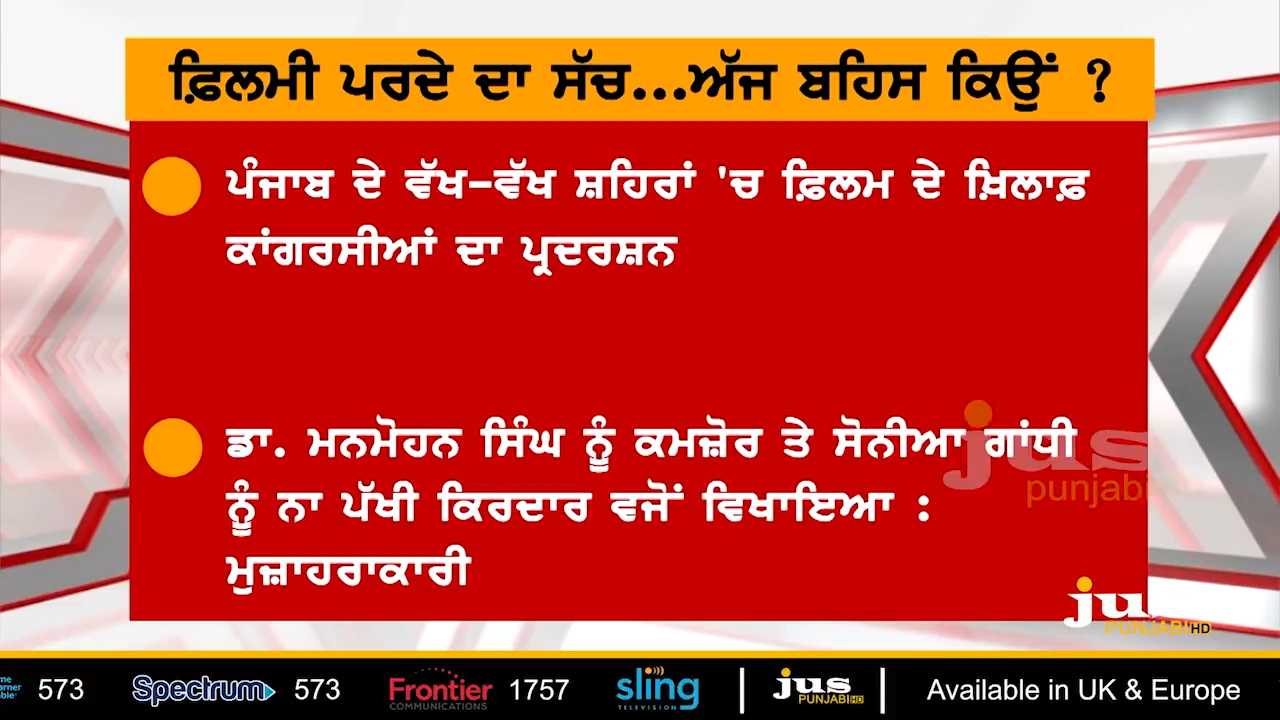 ਫ਼ਿਲਮੀ ਪਰਦੇ ਦਾ ਸੱਚ...ਅੱਜ ਬਹਿਸ ਕਿਉਂ ?
ਪੰਜਾਬ ਦੇ ਵੱਖ-ਵੱਖ ਸ਼ਹਿਰਾਂ 'ਚ ਫ਼ਿਲਮ ਦੇ ਖ਼ਿਲਾਫ਼
ਕਾਂਗਰਸੀਆਂ ਦਾ ਪ੍ਰਦਰਸ਼ਨ
ਡਾ. ਮਨਮੋਹਨ ਸਿੰਘ ਨੂੰ ਕਮਜ਼ੋਰ ਤੇ ਸੋਨੀਆ ਗਾਂਧੀ
ਨੂੰ ਨਾ ਪੱਖੀ ਕਿਰਦਾਰ ਵਜੋਂ ਵਿਖਾਇਆ :
ਮੁਜ਼ਾਹਰਾਕਾਰੀ
jus
punjabi
jus
PUNJABI HD
573 Spectrum 573 Frontier COMMUNICATIONS 1757 sling TELEVISION | jus PUNJABI HD | Available in UK & Europe